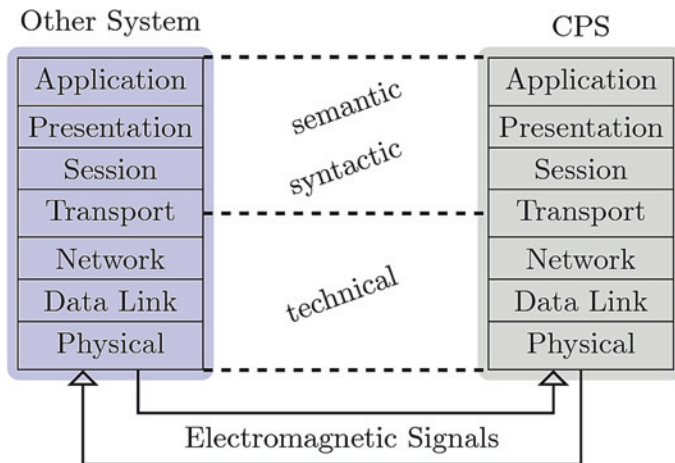 Other System
CPS
Application
Presentation
Session
Transport
Network
Data Link
Physical
semantic
syntactic
technical
Application
Presentation
Session
Transport
Network
Data Link
Physical
Electromagnetic Signals